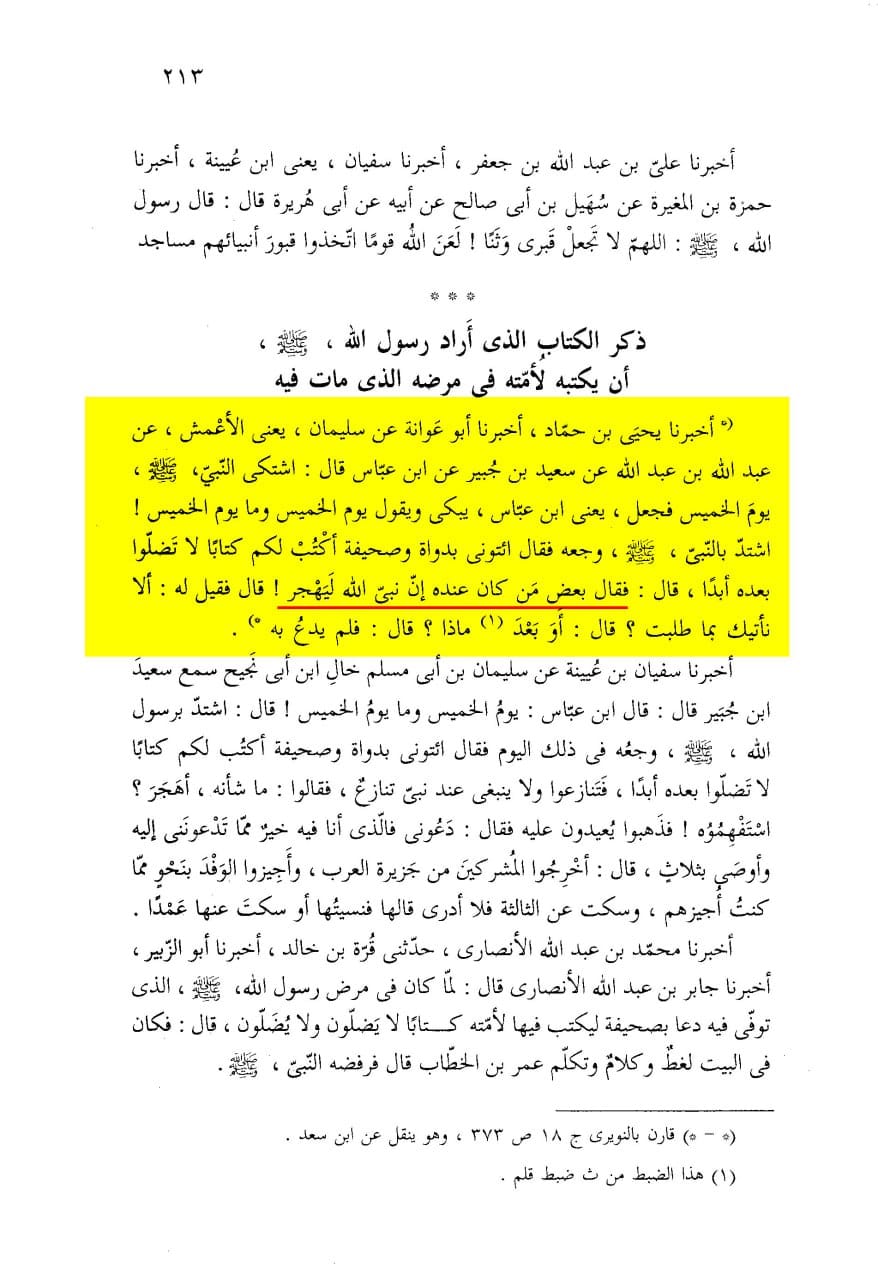 ٢١٣
أخبرنا علىّ بن عبد الله بن جعفر ، أخبرنا سفيان ، يعنى ابن عُيينة ، أخبرنا
حمزة بن المغيرة عن سُهَيل بن أبى صالح عن أبيه عن أبى هُريرة قال : قال رسول
الله ، ﷺ : اللهمّ لا تَجعلْ قَبرى وَثَنًا ! لَعَنَ اللهُ قومًا اتّخذوا قبورَ أنبيائهم مساجد
* * *
ذكر الكتاب الذى أَراد رسول الله ، ﷺ ،
أن يكتبه لأُمّته فى مرضه الذى مات فيه
(* أخبرنا يحيَى بن حمّاد ، أخبرنا أبو عَوانة عن سليمان ، يعنى الأعْمش ، عن
عبد الله بن عبد الله عن سعيد بن جُبير عن ابن عبّاس قال : اشتكى النّبىّ، ﷺ ،
يومَ الخميس فجعل ، يعنى ابن عبّاس ، يبكى ويقول يوم الخميس وما يوم الخميس !
اشتدّ بالنّبىّ ، ﷺ ، وجعه فقال ائتونى بدواة وصحيفة أكْتُبْ لكم كتابًا لا تَضلّوا
بعده أبدًا ، قال : فقال بعض مَن كان عنده إنّ نبىّ الله لَيَهْجر ! قال فقيل له : ألا
نأتيك بما طلبت ؟ قال : أَوَ بَعْدَ (١) ماذا ؟ قال : فلم يدعُ به *) .
أخبرنا سفيان بن عُيينة عن سليمان بن أبى مسلم خالِ ابن أبى نَجيح سمع سعيدَ
ابن جُبَير قال : قال ابن عبّاس : يومُ الخميس وما يومُ الخميس ! قال : اشتدّ برسول
الله ، ﷺ ، وجعُه فى ذلك اليوم فقال ائتونى بدواة وصحيفة أكتُب لكم كتابًا
لا تَضلّوا بعده أبدًا ، فَتَنازعوا ولا ينبغى عند نبىّ تنازعٌ ، فقالوا : ما شأنه ، أهَجَرَ ؟
اسْتَفْهِمُوُه ! فذَهبوا يُعيدون عليه فقال : دَعُونى فالّذى أنا فيه خيرٌ ممّا تَدعُونَنى إليه
وأوصَى بثلاثٍ ، قال : أخْرِجُوا المُشركينَ من جَزيرة العرب ، وأَجِيزوا الوَفْدَ بنَحْوٍ ممّا
كنتُ أُجيزهم ، وسكت عن الثالثة فلا أدرى قالها فنسيتُها أو سكتَ عنها عَمْدًا .
أخبرنا محمّد بن عبد الله الأنصارى ، حدّثنى قُرّة بن خالد ، أخبرنا أبو الزّبير ،
أخبرنا جابر بن عبد الله الأنصارى قال : لمّا كان فى مرض رسول الله، ﷺ ، الذى
توفّى فيه دعا بصحيفة ليكتب فيها لأمّته كـــتابًا لا يَضلّون ولا يُضَلّون ، قال : فكان
فى البيت لغطٌ وكلامٌ وتكلّم عمر بن الخطّاب قال فرفضه النّبىّ ، ﷺ .
(* – *) قارن بالنويرى ج ١٨ ص ٣٧٣ ، وهو ينقل عن ابن سعد .
(١) هذا الضبط من ث ضبط قلم .